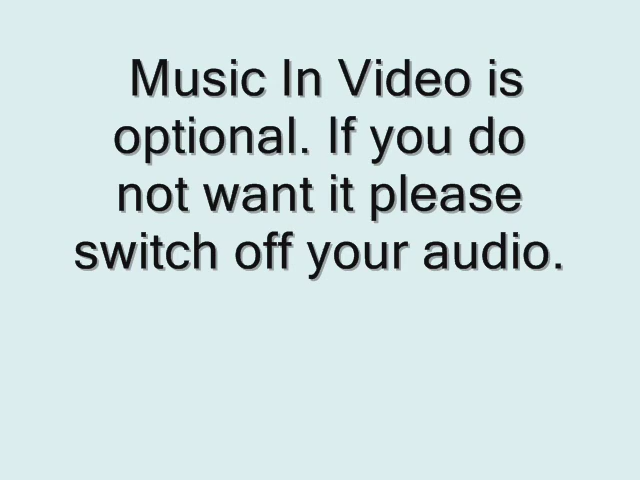 Music In Video is
optional. If you do
not want it please
switch off your audio.